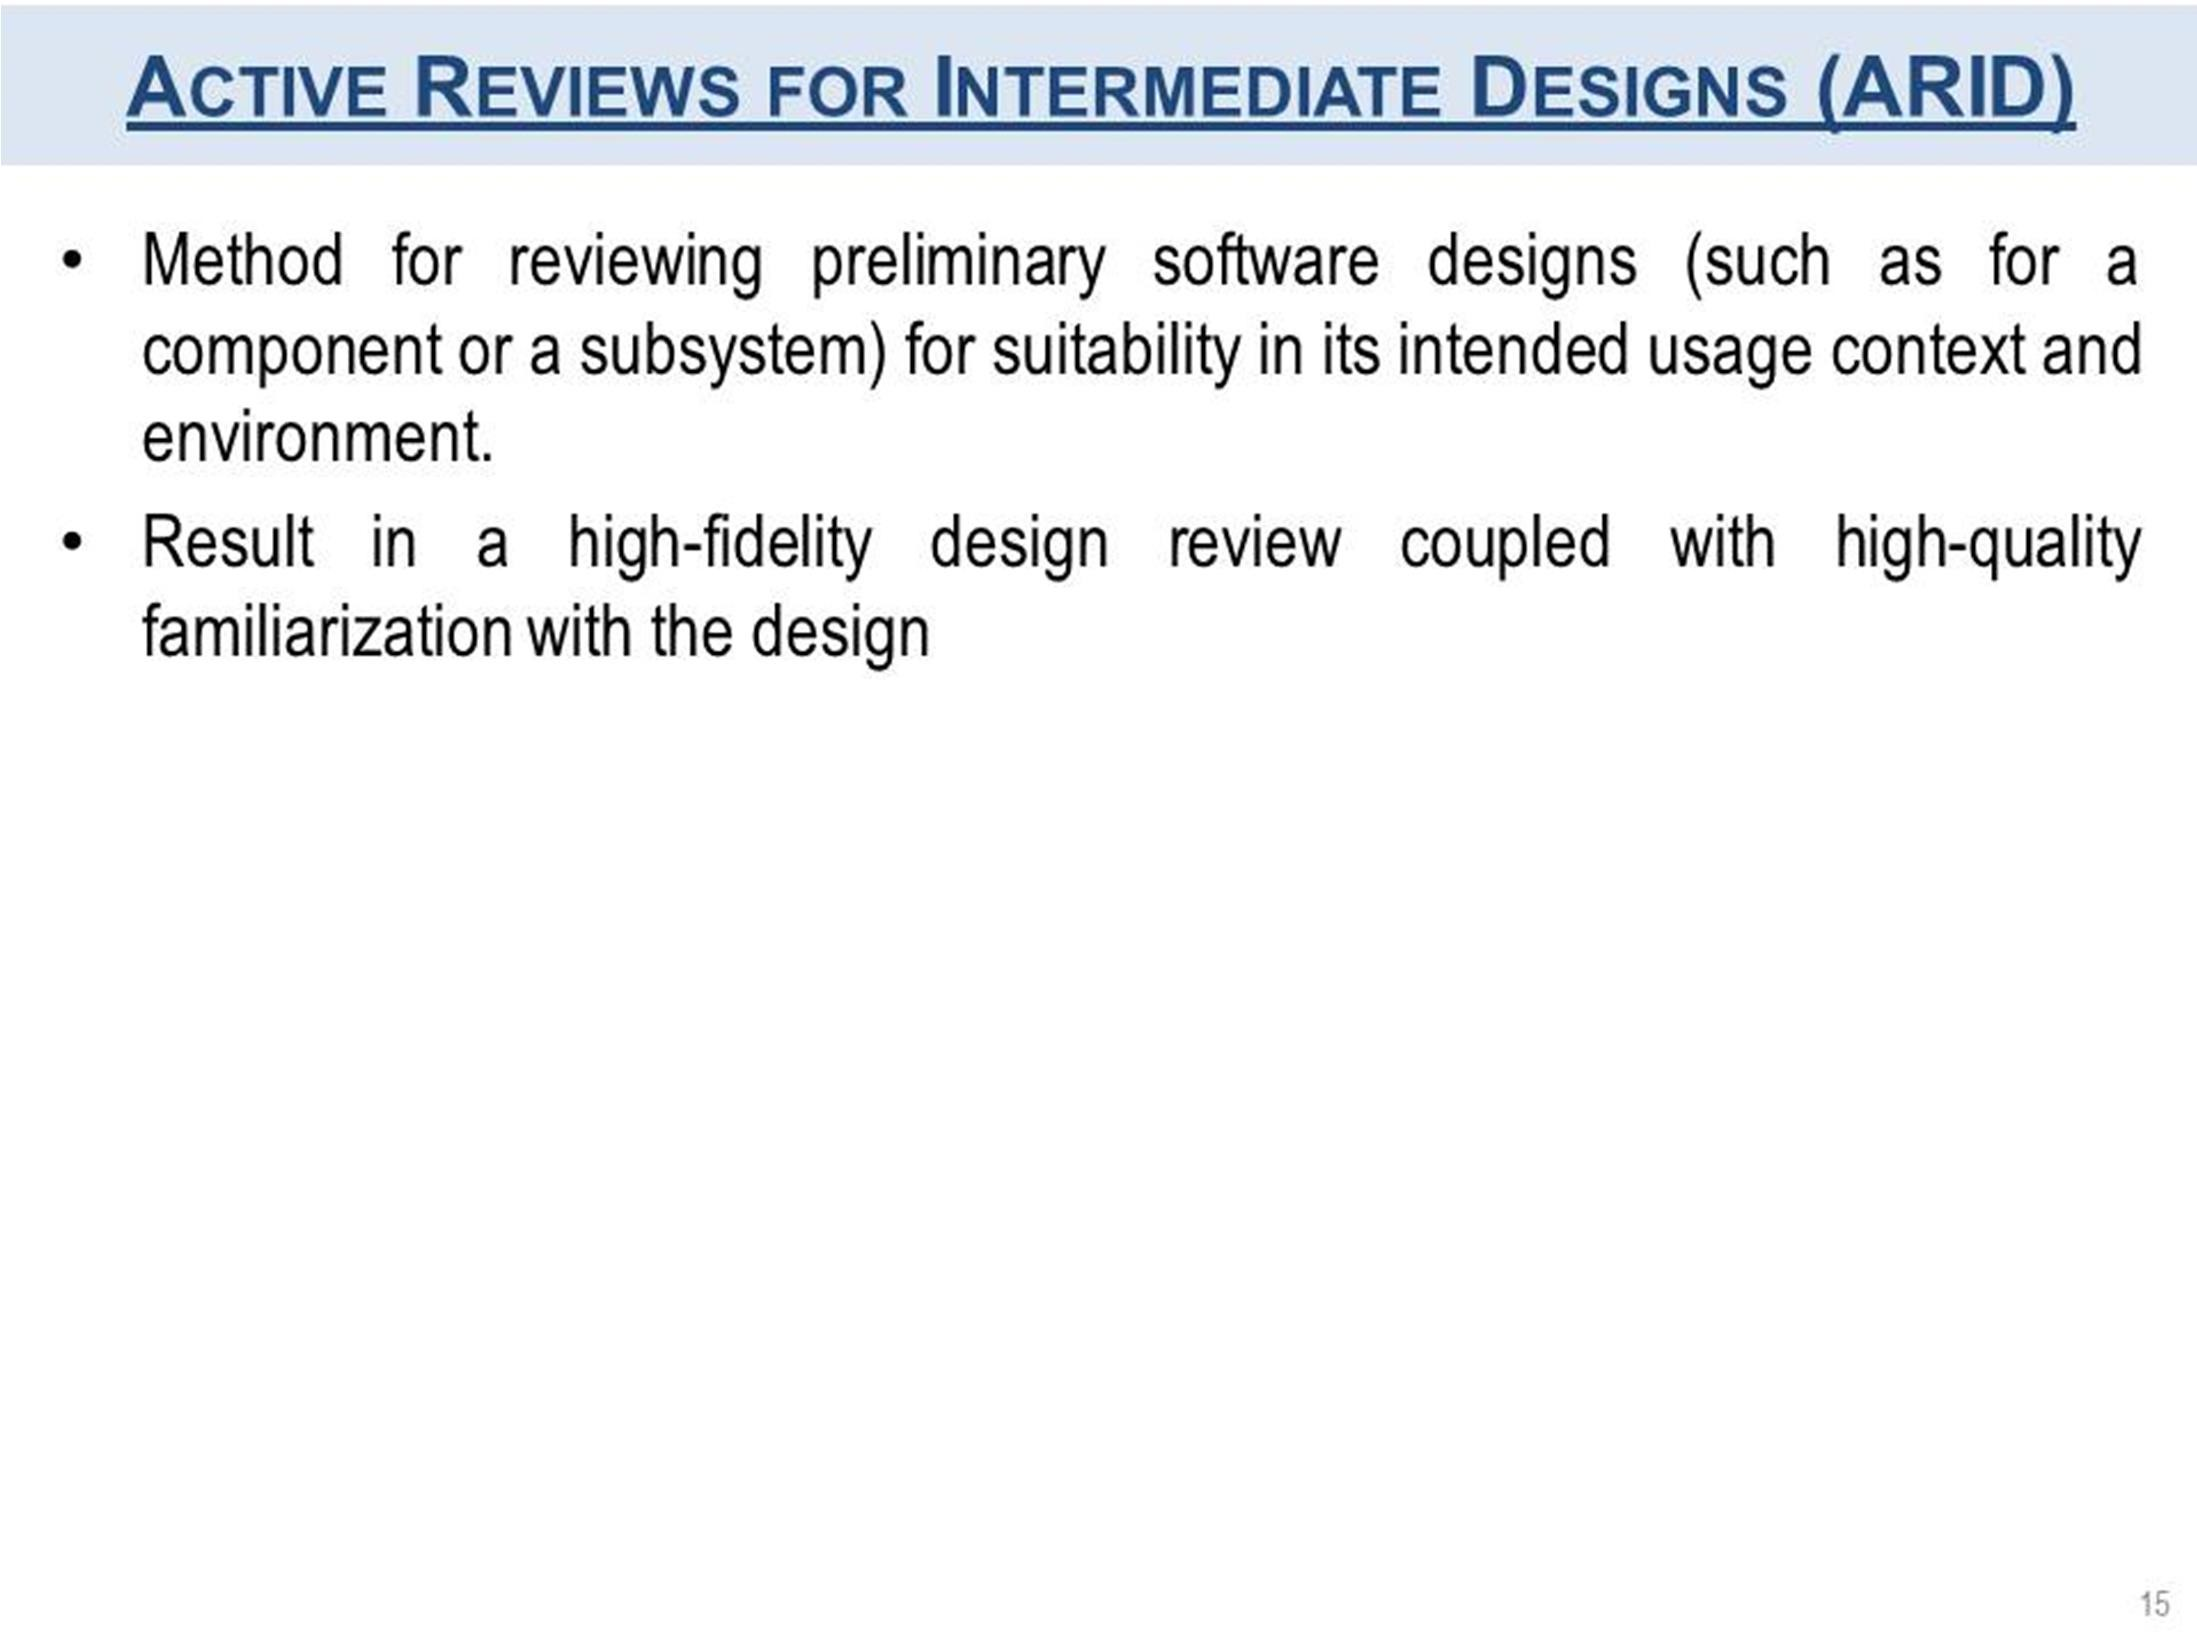 ACTIVE REVIEWS FOR INTERMEDIATE DESIGNS (ARID)
• Method for reviewing preliminary software designs (such as for a
component or a subsystem) for suitability in its intended usage context and
environment.
• Result in a high-fidelity design review coupled with high-quality
familiarization with the design
15